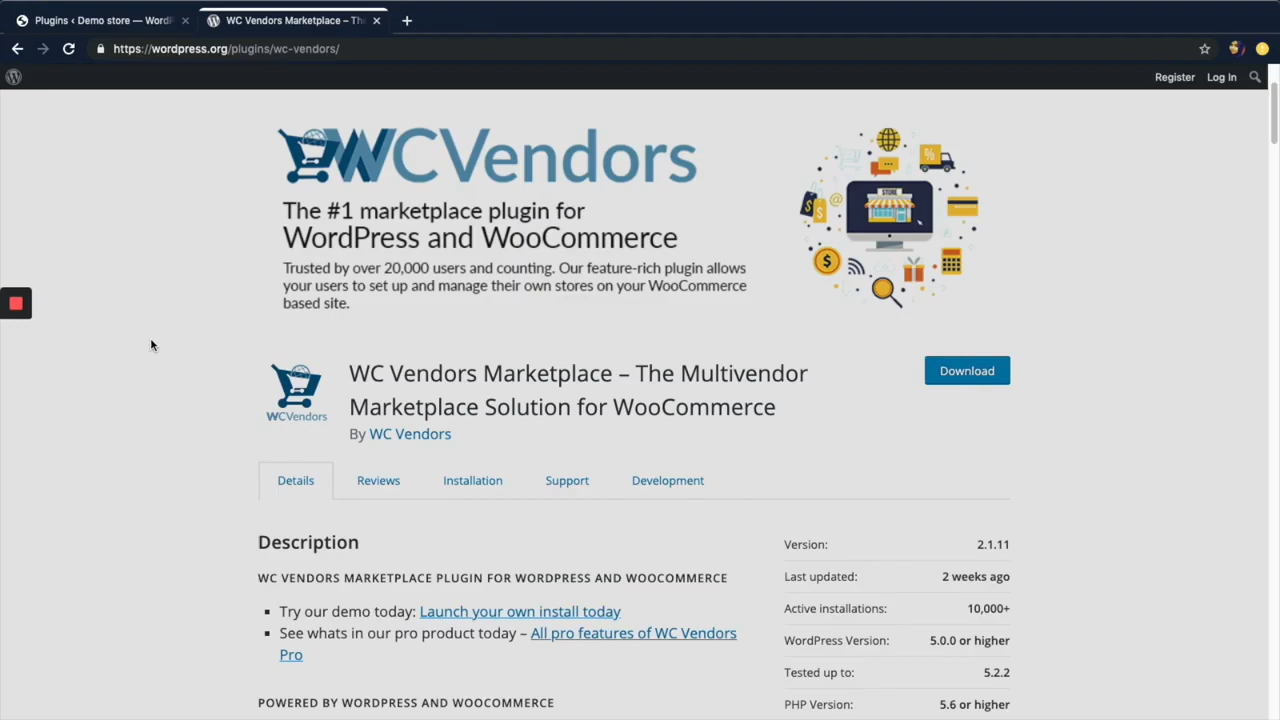 Plugins ‹ Demo store — WordP
WC Vendors Marketplace – The
https://wordpress.org/plugins/wc-vendors/
Register
Log In
WCVendors
The #1 marketplace plugin for
WordPress and WooCommerce
Trusted by over 20,000 users and counting. Our feature-rich plugin allows
your users to set up and manage their own stores on your WooCommerce
based site.
STORE
WCVendors
WC Vendors Marketplace – The Multivendor
Marketplace Solution for WooCommerce
By WC Vendors
Download
Details
Reviews
Installation
Support
Development
Description
WC VENDORS MARKETPLACE PLUGIN FOR WORDPRESS AND WOOCOMMERCE
▪ Try our demo today: Launch your own install today
▪ See whats in our pro product today – All pro features of WC Vendors
Pro
POWERED BY WORDPRESS AND WOOCOMMERCE
Version: 2.1.11
Last updated: 2 weeks ago
Active installations: 10,000+
WordPress Version: 5.0.0 or higher
Tested up to: 5.2.2
PHP Version: 5.6 or higher